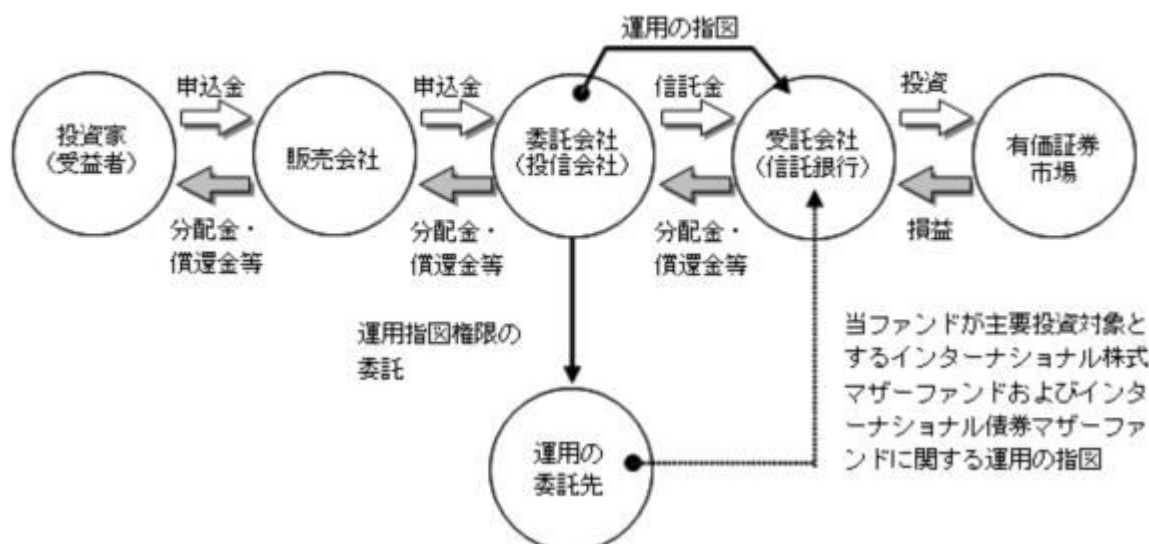 運用の指図
申込金
申込金
信託金
投資
投資家
(受益者)
販売会社
委託会社
(投信会社)
受託会社
(信託銀行)
有価証券
市場
分配金・
償還金等
分配金・
償還金等
分配金・
償還金等
損益
運用指図権限の
委託
当ファンドが主要投資対象と
するインターナショナル株式
マザーファンドおよびインタ
ーナショナル債券マザーファ
ンドに関する運用の指図
運用の
委託先